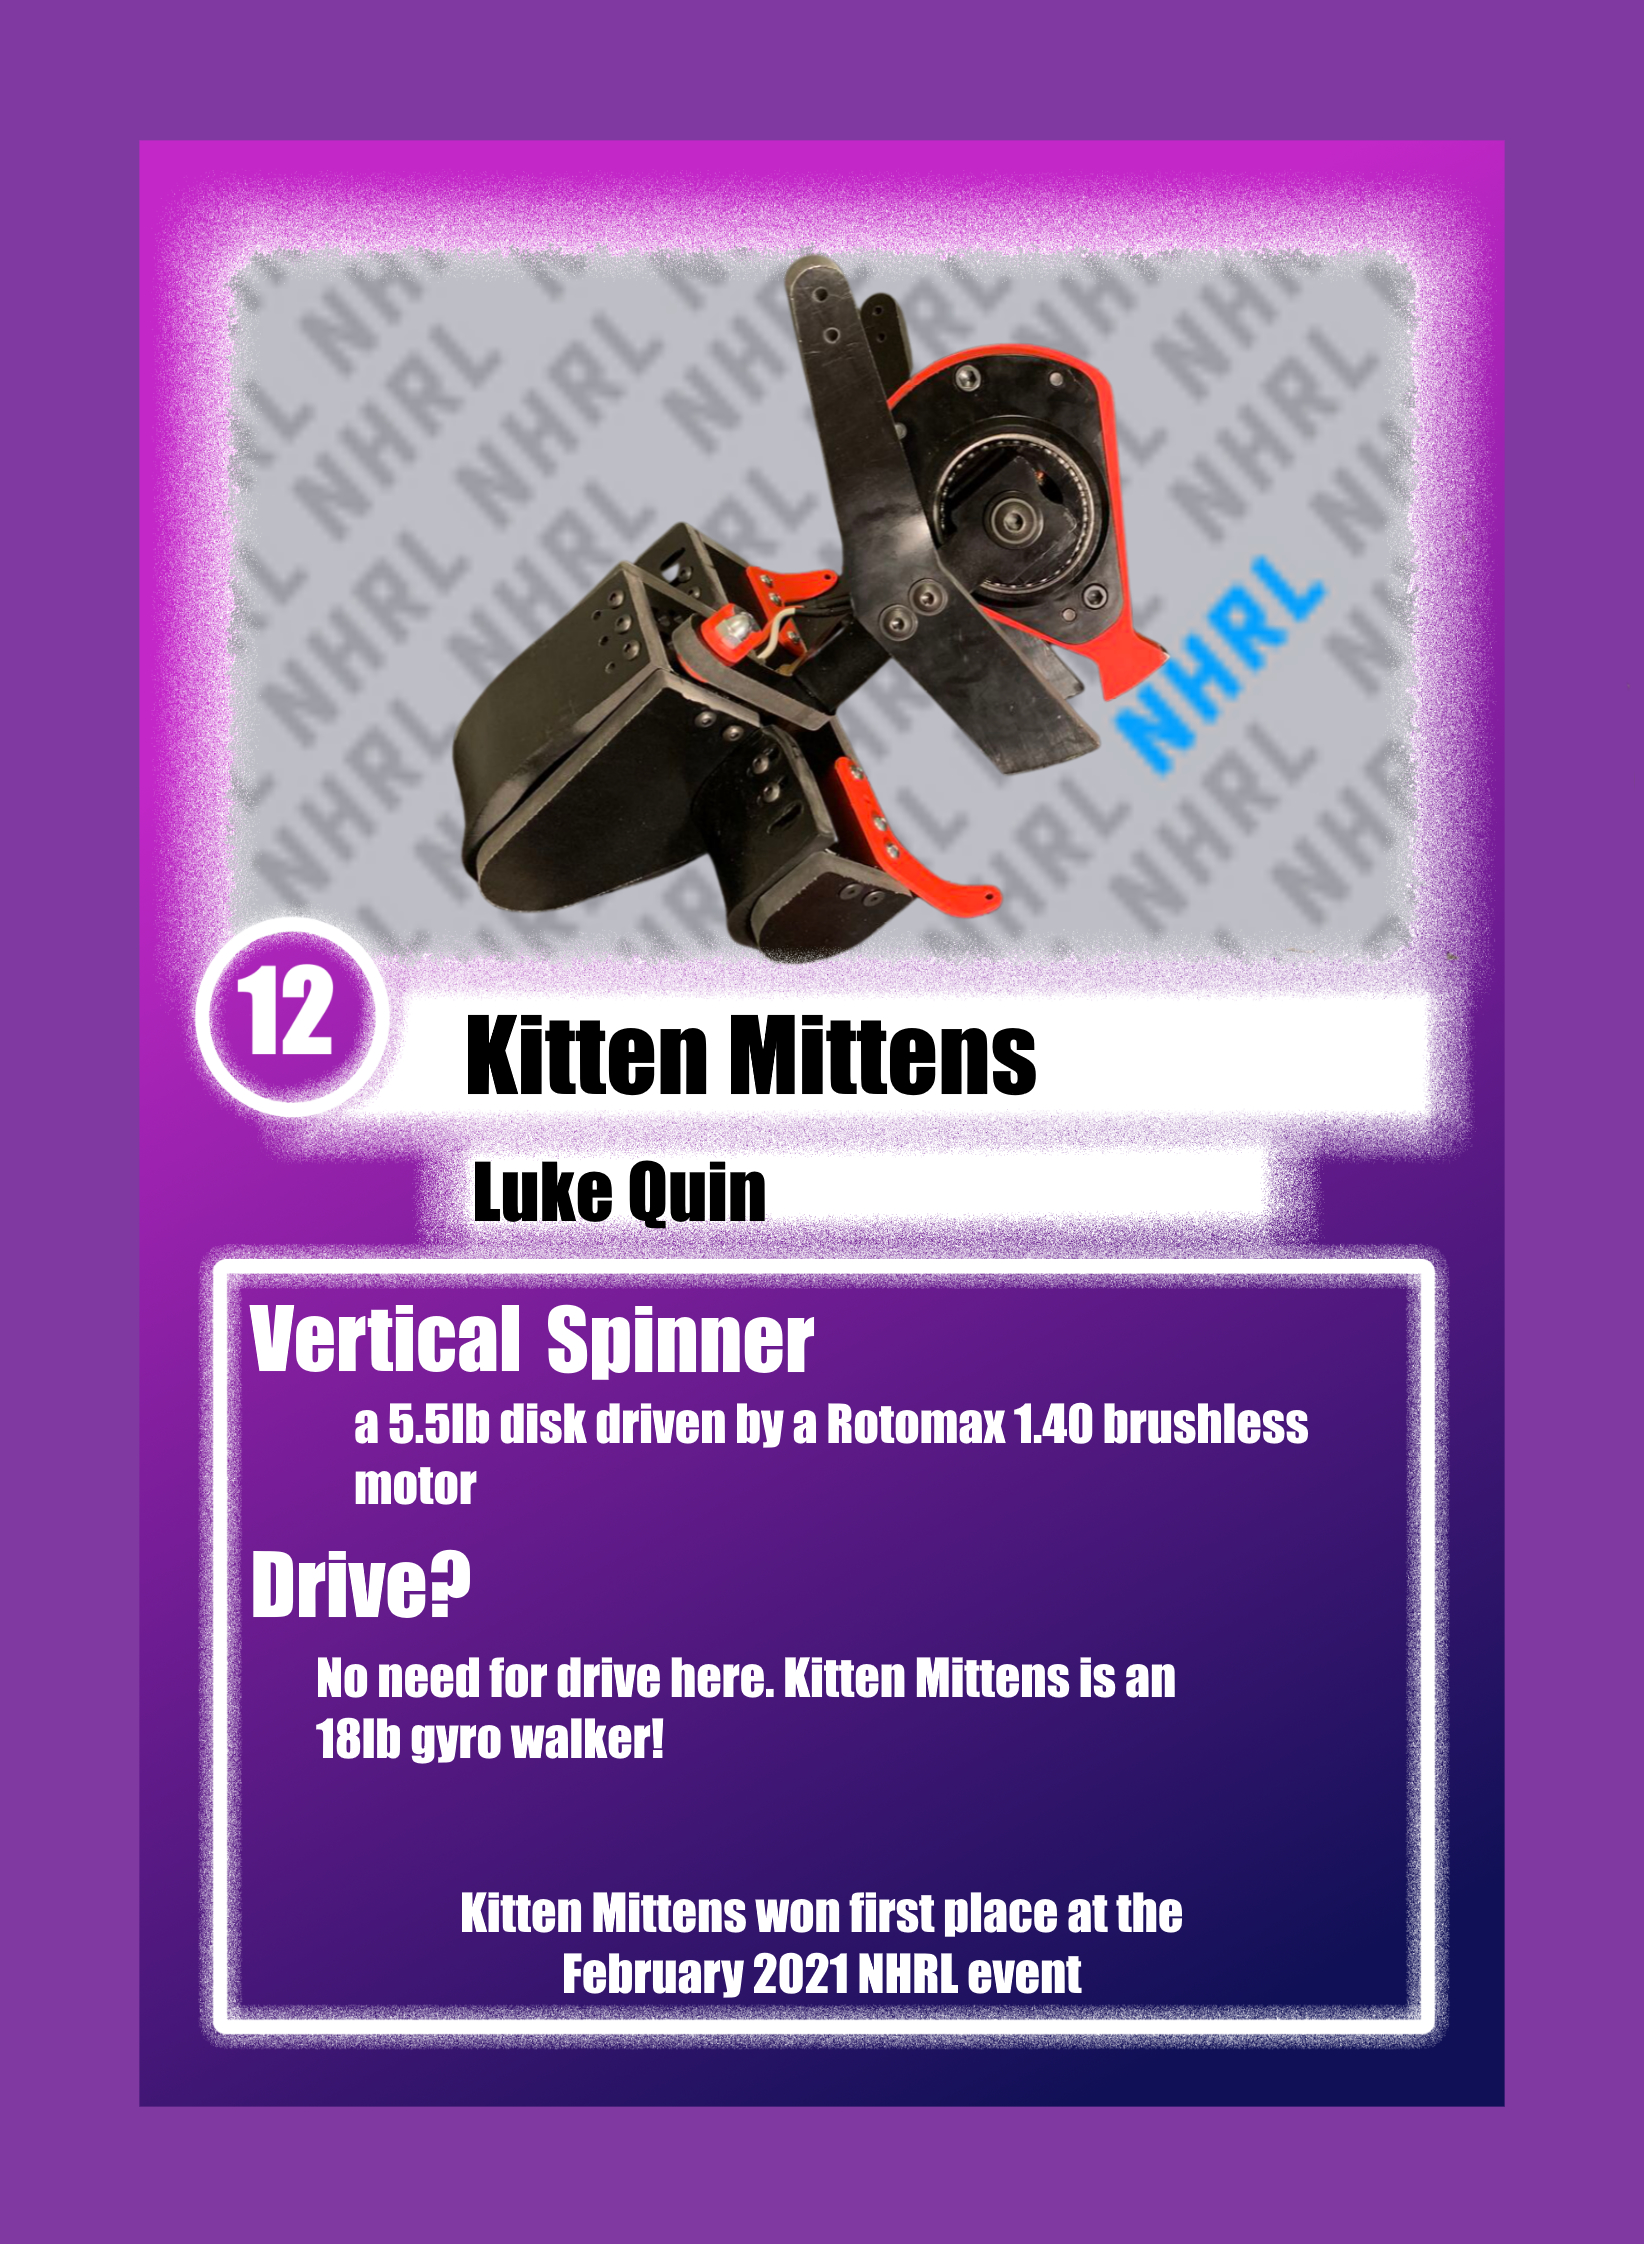 NHRL
12
Kitten Mittens
Luke Quin
Vertical Spinner
a 5.5lb disk driven by a Rotomax 1.40 brushless
motor
Drive?
No need for drive here. Kitten Mittens is an
18lb gyro walker!
Kitten Mittens won first place at the
February 2021 NHRL event